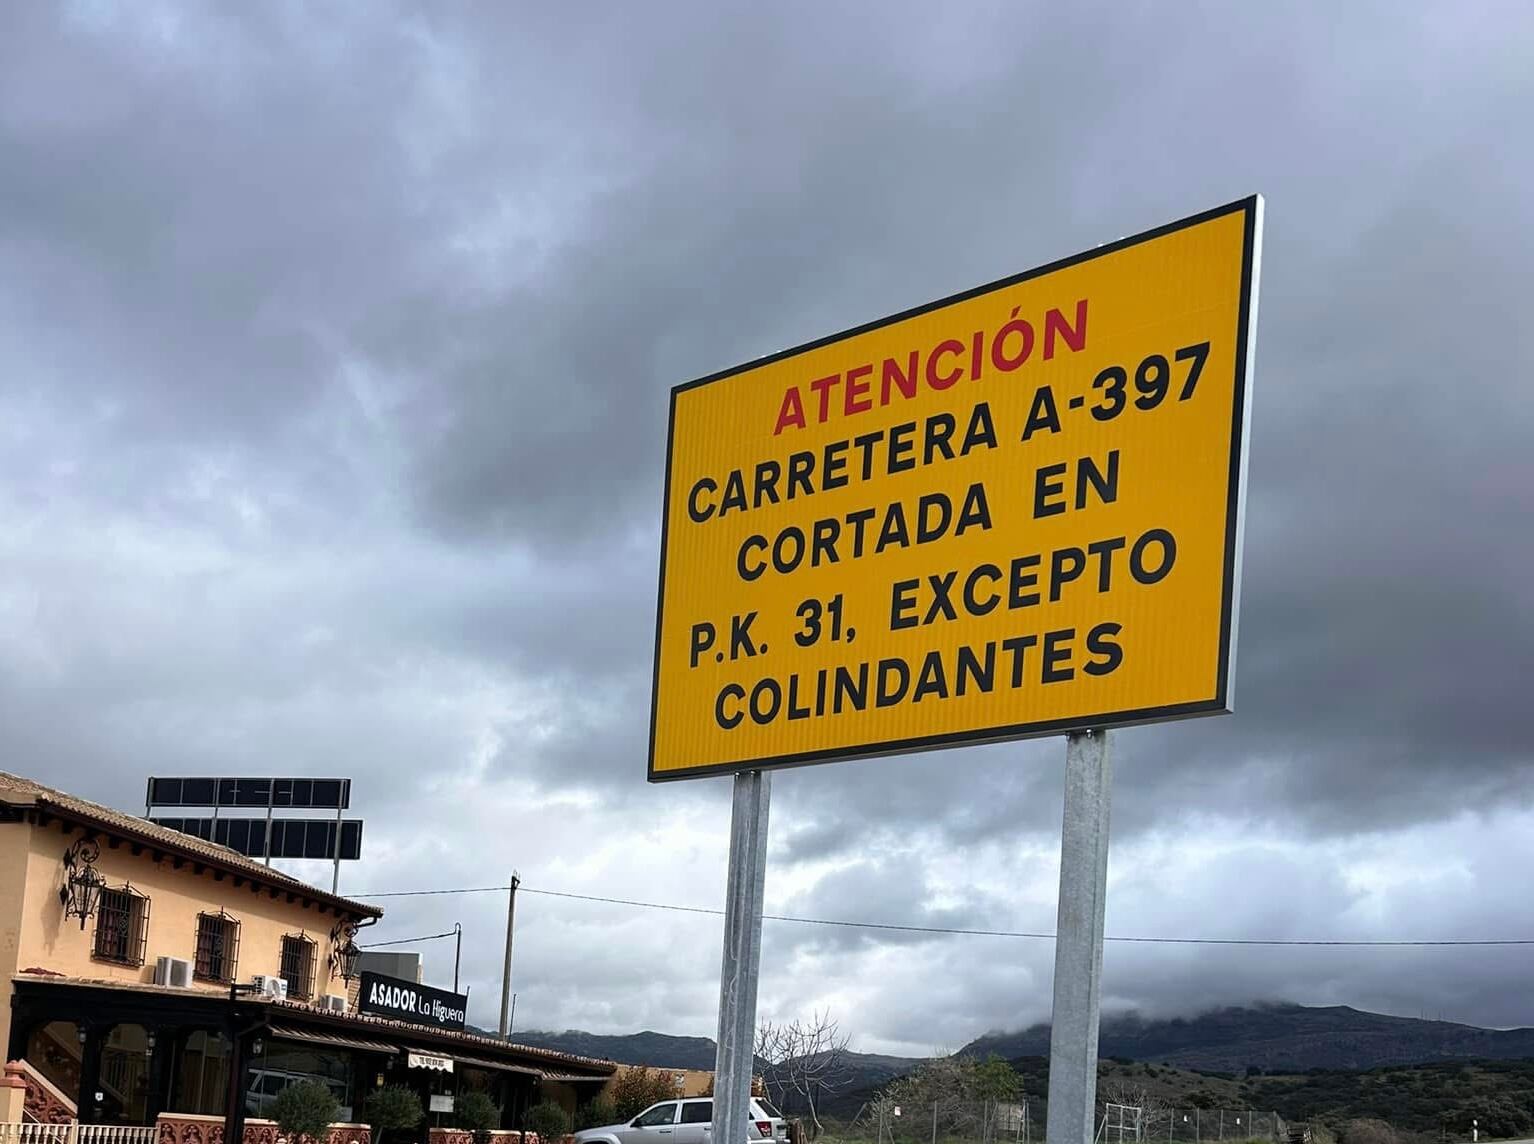 ATENCIÓN
CARRETERA A-397
CORTADA EN
P.K. 31, EXCEPTO
COLINDANTES
ASADOR La Higuera